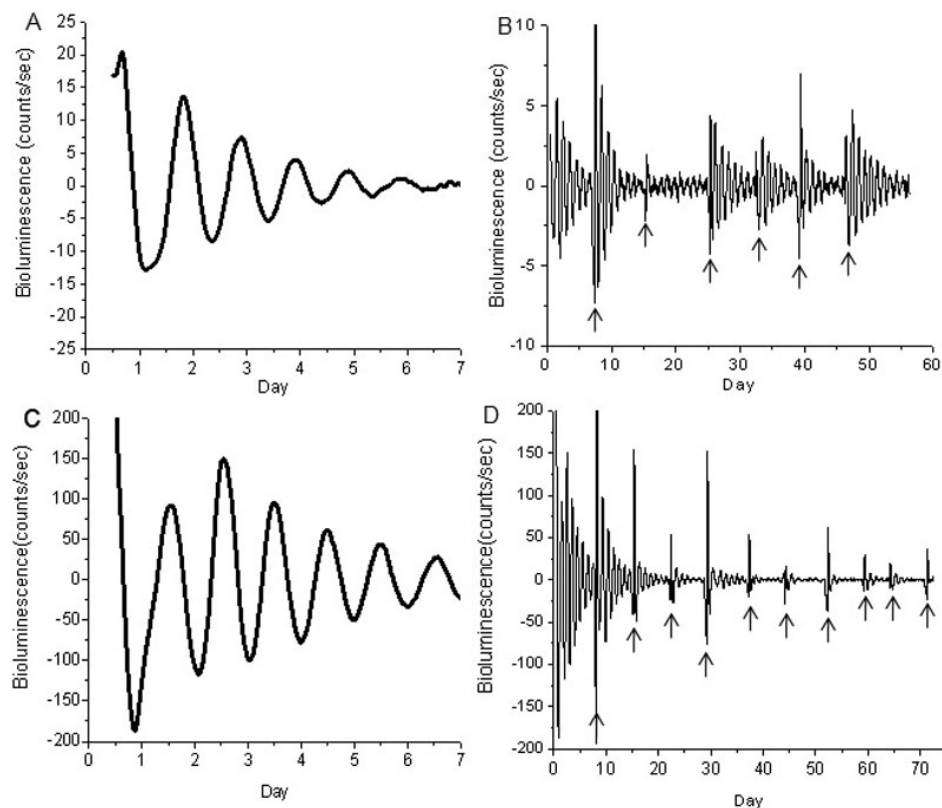 A
25
20
15
10
5
0
-5
-10
-15
-20
-25
Bioluminescence (counts/sec)
0 1 2 3 4 5 6 7
Day
B
10
5
0
-5
-10
Bioluminescence (counts/sec)
0 10 20 30 40 50 60
Day
C
200
150
100
50
0
-50
-100
-150
-200
Bioluminescence(counts/sec)
0 1 2 3 4 5 6 7
Day
D
200
150
100
50
0
-50
-100
-150
-200
Bioluminescence(counts/sec)
0 10 20 30 40 50 60 70
Day